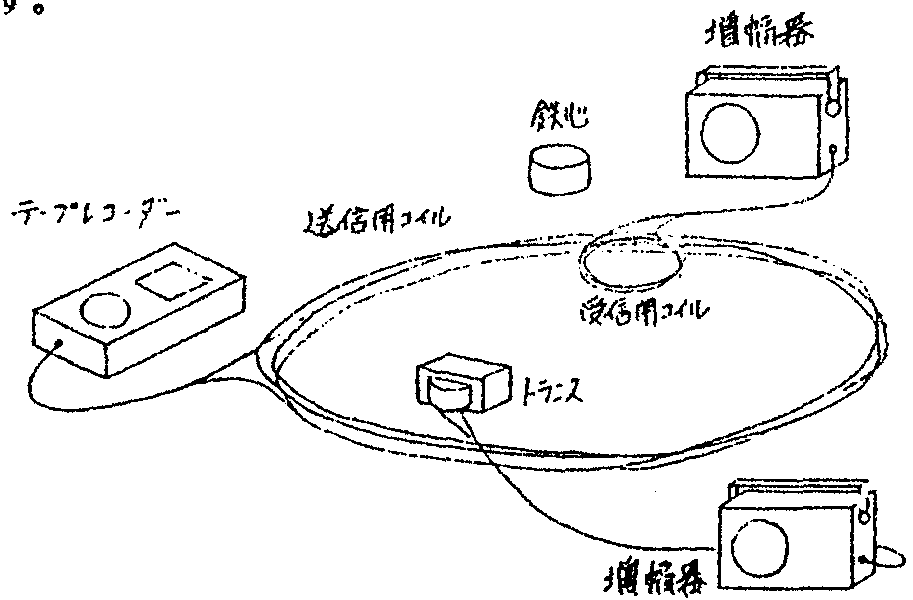 す。
増幅器
鉄心
テープレコーダー
送信用コイル
受信用コイル
トランス
増幅器